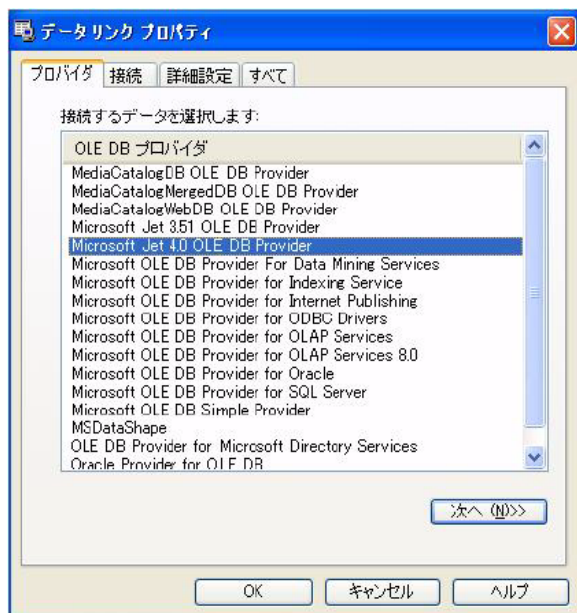 データ リンク プロパティ
プロバイダ 接続 詳細設定 すべて
接続するデータを選択します:
OLE DB プロバイダ
MediaCatalogDB OLE DB Provider
MediaCatalogMergedDB OLE DB Provider
MediaCatalogWebDB OLE DB Provider
Microsoft Jet 3.51 OLE DB Provider
Microsoft Jet 4.0 OLE DB Provider
Microsoft OLE DB Provider For Data Mining Services
Microsoft OLE DB Provider for Indexing Service
Microsoft OLE DB Provider for Internet Publishing
Microsoft OLE DB Provider for ODBC Drivers
Microsoft OLE DB Provider for OLAP Services
Microsoft OLE DB Provider for OLAP Services 8.0
Microsoft OLE DB Provider for Oracle
Microsoft OLE DB Provider for SQL Server
Microsoft OLE DB Simple Provider
MSDataShape
OLE DB Provider for Microsoft Directory Services
Oracle Provider for OLE DB
次へ (N)>>
OK キャンセル ヘルプ